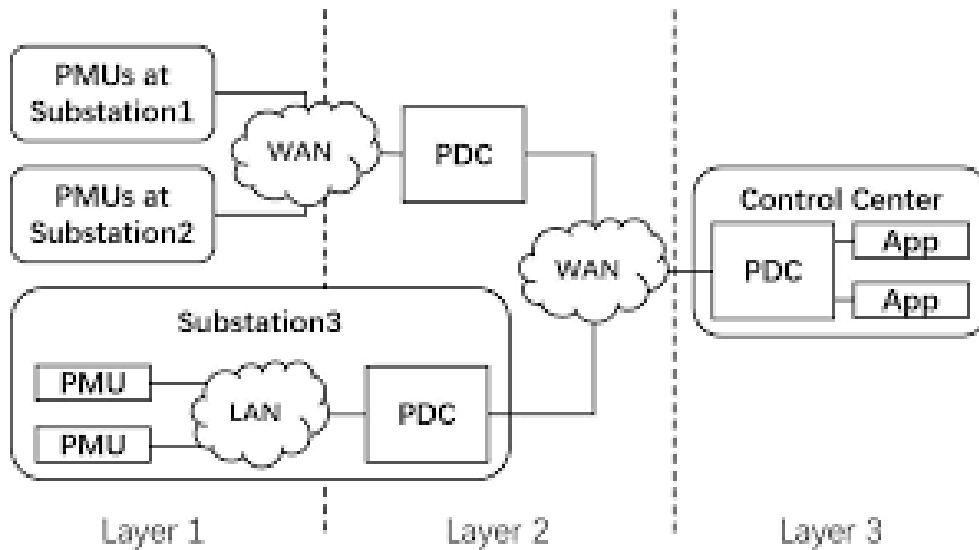 PMUs at
Substation1
WAN
PDC
PMUs at
Substation2
Control Center
WAN
PDC
App
App
Substation3
PMU
LAN
PDC
PMU
Layer 1
Layer 2
Layer 3